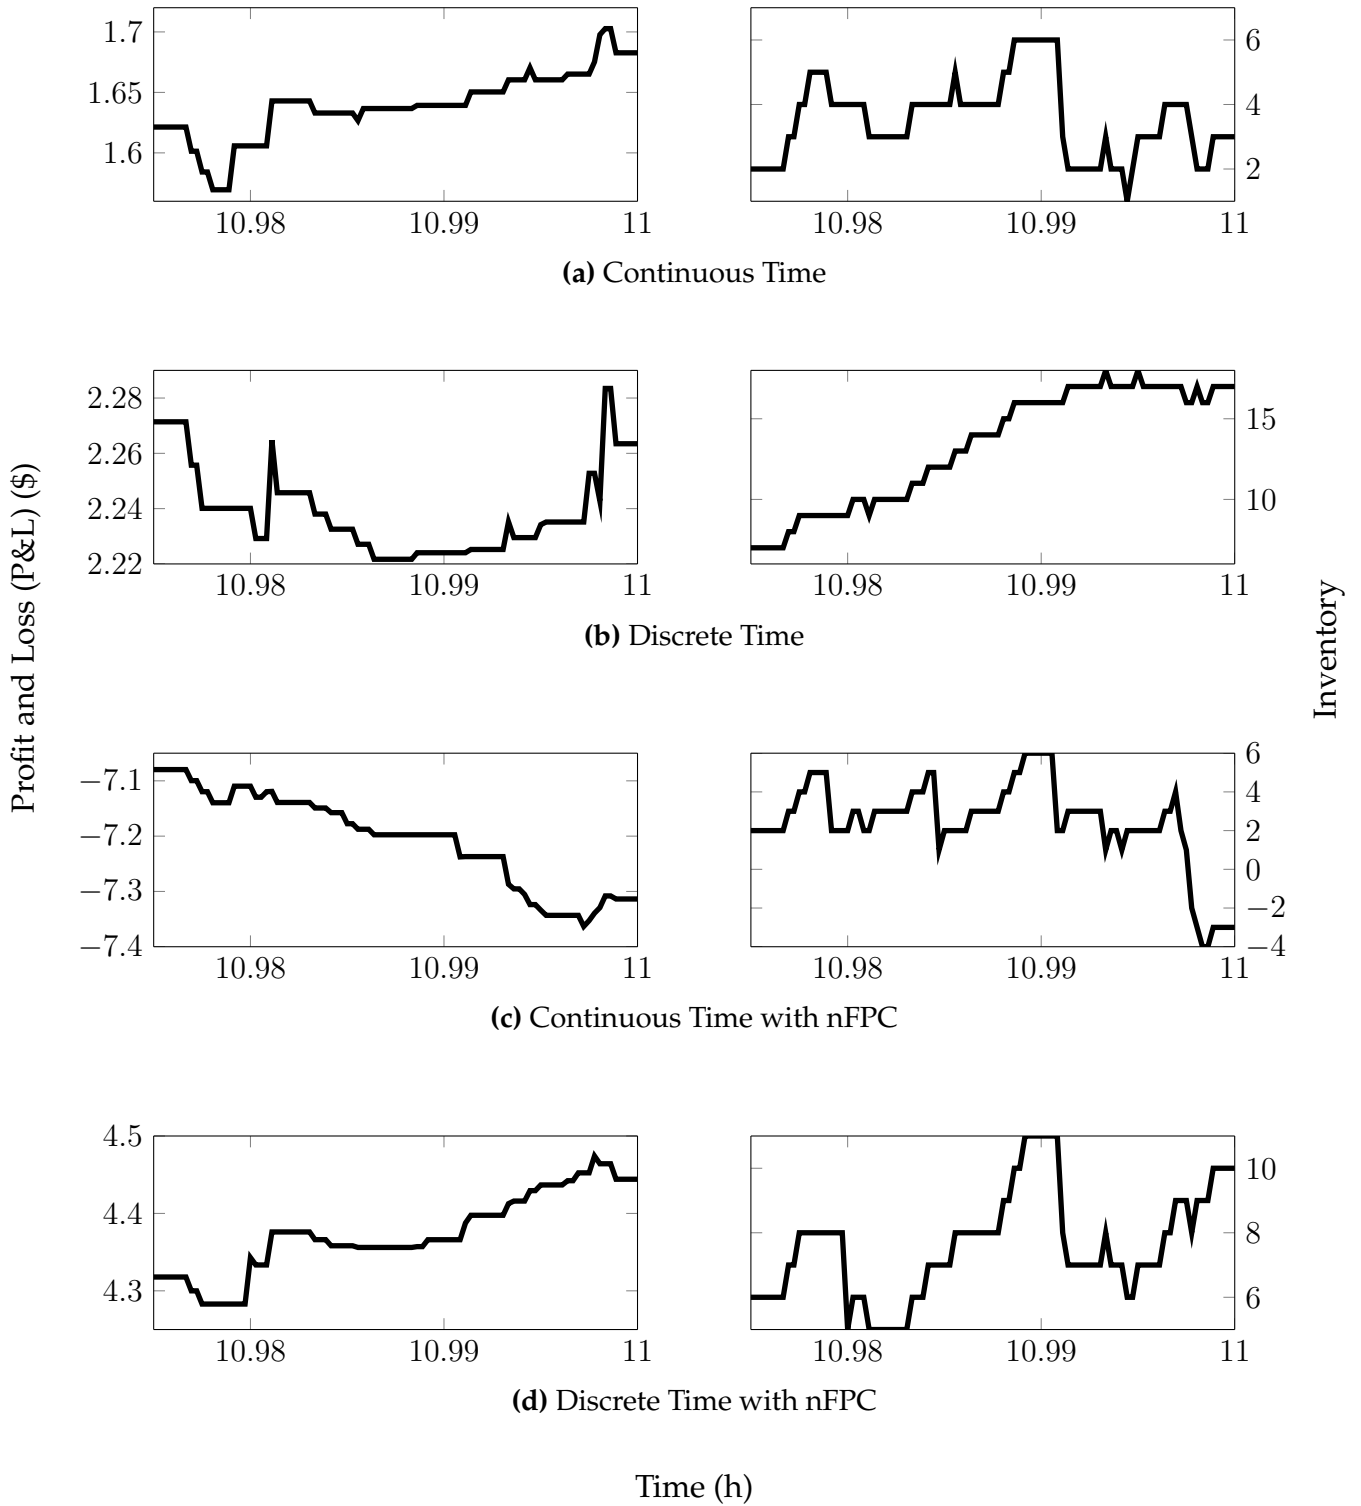 Profit and Loss (P&L) ($)
Inventory
1.7
1.65
1.6
10.98 10.99 11
6
4
2
10.98 10.99 11
(a) Continuous Time
2.28
2.26
2.24
2.22
10.98 10.99 11
15
10
10.98 10.99 11
(b) Discrete Time
−7.1
−7.2
−7.3
−7.4
10.98 10.99 11
6
4
2
0
−2
−4
10.98 10.99 11
(c) Continuous Time with nFPC
4.5
4.4
4.3
10.98 10.99 11
10
8
6
10.98 10.99 11
(d) Discrete Time with nFPC
Time (h)